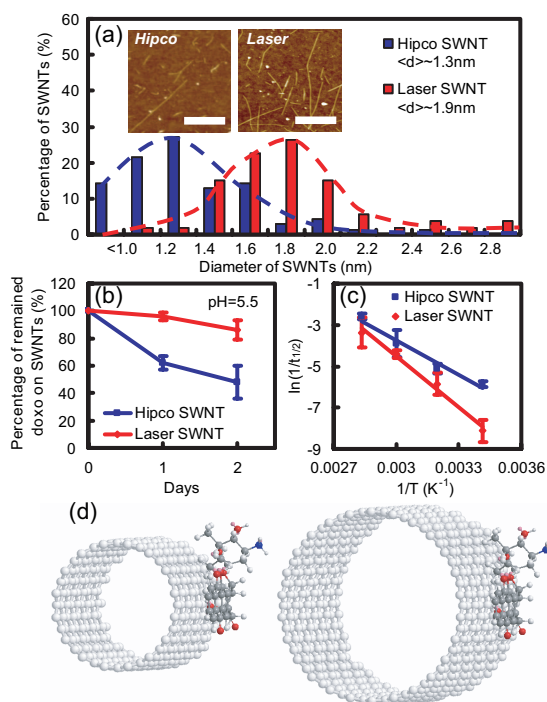 (a)
Hipco
Laser
Hipco SWNT
<d>~1.3nm
Laser SWNT
<d>~1.9nm
Percentage of SWNTs (%)
60
50
40
30
20
10
0
<1.0 1.2 1.4 1.6 1.8 2.0 2.2 2.6 2.8
Diameter of SWNTs (nm)
(b)
pH=5.5
Percentage of remained
doxo on SWNTs (%)
120
100
80
60
40
20
0
Hipco SWNT
Laser SWNT
0 1 2
Days
(c)
Hipco SWNT
Laser SWNT
ln(1/t1/2)
-1
-3
-5
-7
-9
0.0027 0.003 0.0033 0.0036
1/T (K-1)
(d)